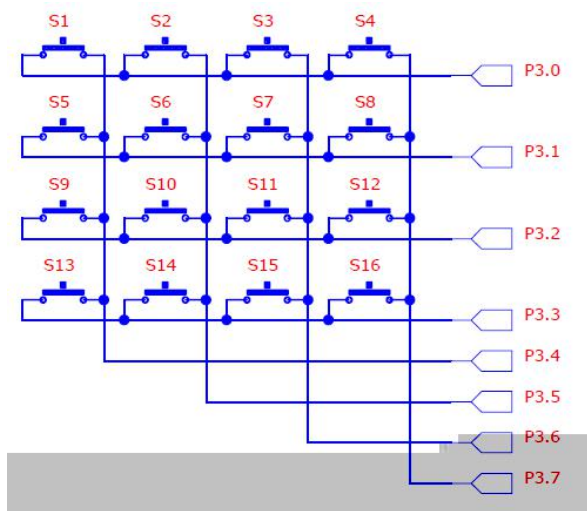 S1 S2 S3 S4
P3.0
S5 S6 S7 S8
P3.1
S9 S10 S11 S12
P3.2
S13 S14 S15 S16
P3.3
P3.4
P3.5
P3.6
P3.7